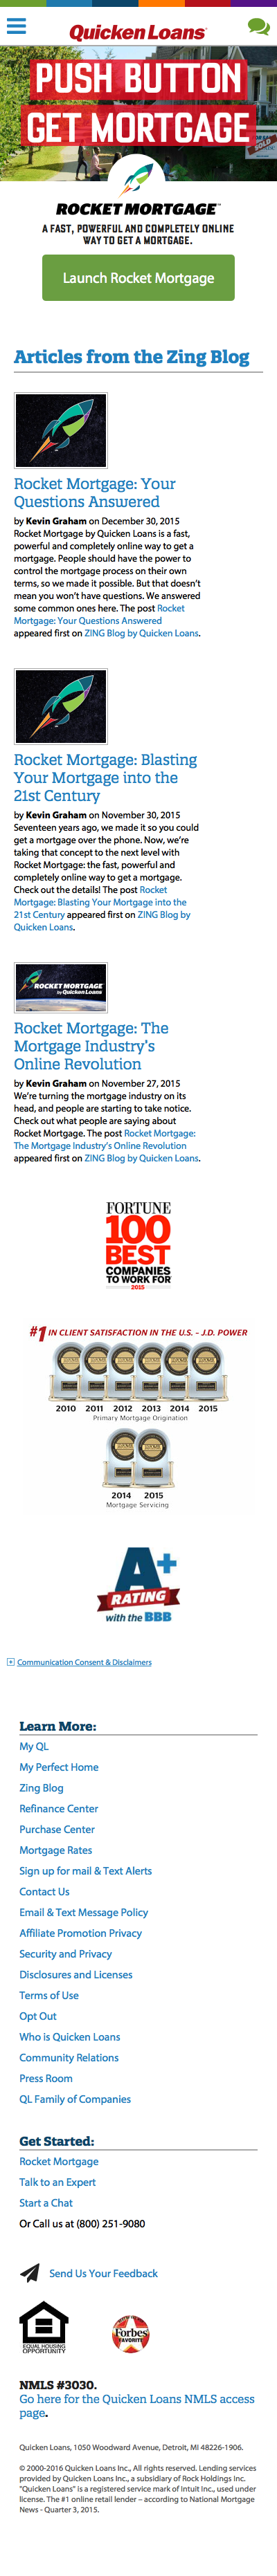 Quicken Loans
PUSH BUTTON
GET MORTGAGE
SOLD
ROCKET MORTGAGE™
A FAST, POWERFUL AND COMPLETELY ONLINE
WAY TO GET A MORTGAGE.
Launch Rocket Mortgage
Articles from the Zing Blog
Rocket Mortgage: Your
Questions Answered
by Kevin Graham on December 30, 2015
Rocket Mortgage by Quicken Loans is a fast,
powerful and completely online way to get a
mortgage. People should have the power to
control the mortgage process on their own
terms, so we made it possible. But that doesn't
mean you won't have questions. We answered
some common ones here. The post Rocket
Mortgage: Your Questions Answered
appeared first on ZING Blog by Quicken Loans.
Rocket Mortgage: Blasting
Your Mortgage into the
21st Century
by Kevin Graham on November 30, 2015
Seventeen years ago, we made it so you could
get a mortgage over the phone. Now, we're
taking that concept to the next level with
Rocket Mortgage: the fast, powerful and
completely online way to get a mortgage.
Check out the details! The post Rocket
Mortgage: Blasting Your Mortgage into the
21st Century appeared first on ZING Blog by
Quicken Loans.
ROCKET MORTGAGE
by Quicken Loans
Rocket Mortgage: The
Mortgage Industry's
Online Revolution
by Kevin Graham on November 27, 2015
We're turning the mortgage industry on its
head, and people are starting to take notice.
Check out what people are saying about
Rocket Mortgage. The post Rocket Mortgage:
The Mortgage Industry's Online Revolution
appeared first on ZING Blog by Quicken Loans.
FORTUNE
100
BEST
COMPANIES
TO WORK FOR
2015
#1 IN CLIENT SATISFACTION IN THE U.S. - J.D. POWER
2010 2011 2012 2013 2014 2015
Primary Mortgage Origination
2014 2015
Mortgage Servicing
A+
RATING
with the BBB
Communication Consent & Disclaimers
Learn More:
My QL
My Perfect Home
Zing Blog
Refinance Center
Purchase Center
Mortgage Rates
Sign up for mail & Text Alerts
Contact Us
Email & Text Message Policy
Affiliate Promotion Privacy
Security and Privacy
Disclosures and Licenses
Terms of Use
Opt Out
Who is Quicken Loans
Community Relations
Press Room
QL Family of Companies
Get Started:
Rocket Mortgage
Talk to an Expert
Start a Chat
Or Call us at (800) 251-9080
Send Us Your Feedback
EQUAL HOUSING
OPPORTUNITY
Forbes
FAVORITE
NMLS #3030.
Go here for the Quicken Loans NMLS access
page.
Quicken Loans, 1050 Woodward Avenue, Detroit, MI 48226-1906.
© 2000-2016 Quicken Loans Inc., All rights reserved. Lending services
provided by Quicken Loans Inc., a subsidiary of Rock Holdings Inc.
"Quicken Loans" is a registered service mark of Intuit Inc., used under
license. The #1 online retail lender – according to National Mortgage
News - Quarter 3, 2015.